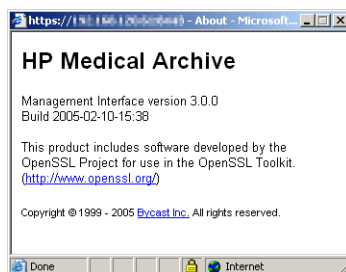 https:// - About - Microsoft...
HP Medical Archive
Management Interface version 3.0.0
Build 2005-02-10-15:38
This product includes software developed by the
OpenSSL Project for use in the OpenSSL Toolkit.
(http://www.openssl.org/)
Copyright © 1999 - 2005 Bycast Inc. All rights reserved.
Done Internet